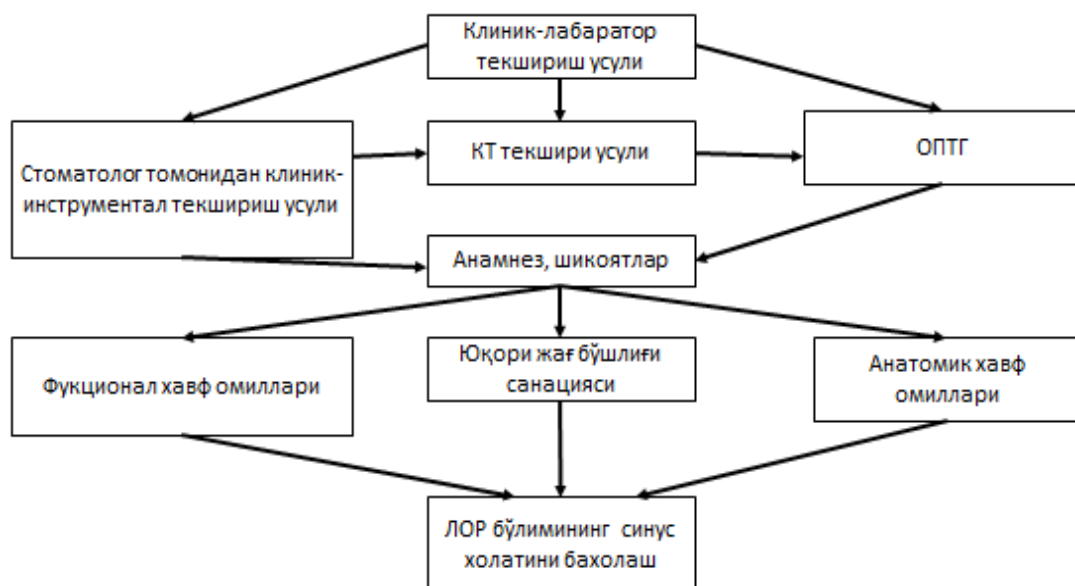 Клиник-лабаратор
текшириш усули
Стоматолог томонидан клиник-
инструментал текшириш усули
КТ текшири усули
ОПТГ
Анамнез, шикоятлар
Фукционал хавф омиллари
Юқори жағ бўшлиғи
санацияси
Анатомик хавф
омиллари
ЛОР бўлимининг синус
холатини бахолаш